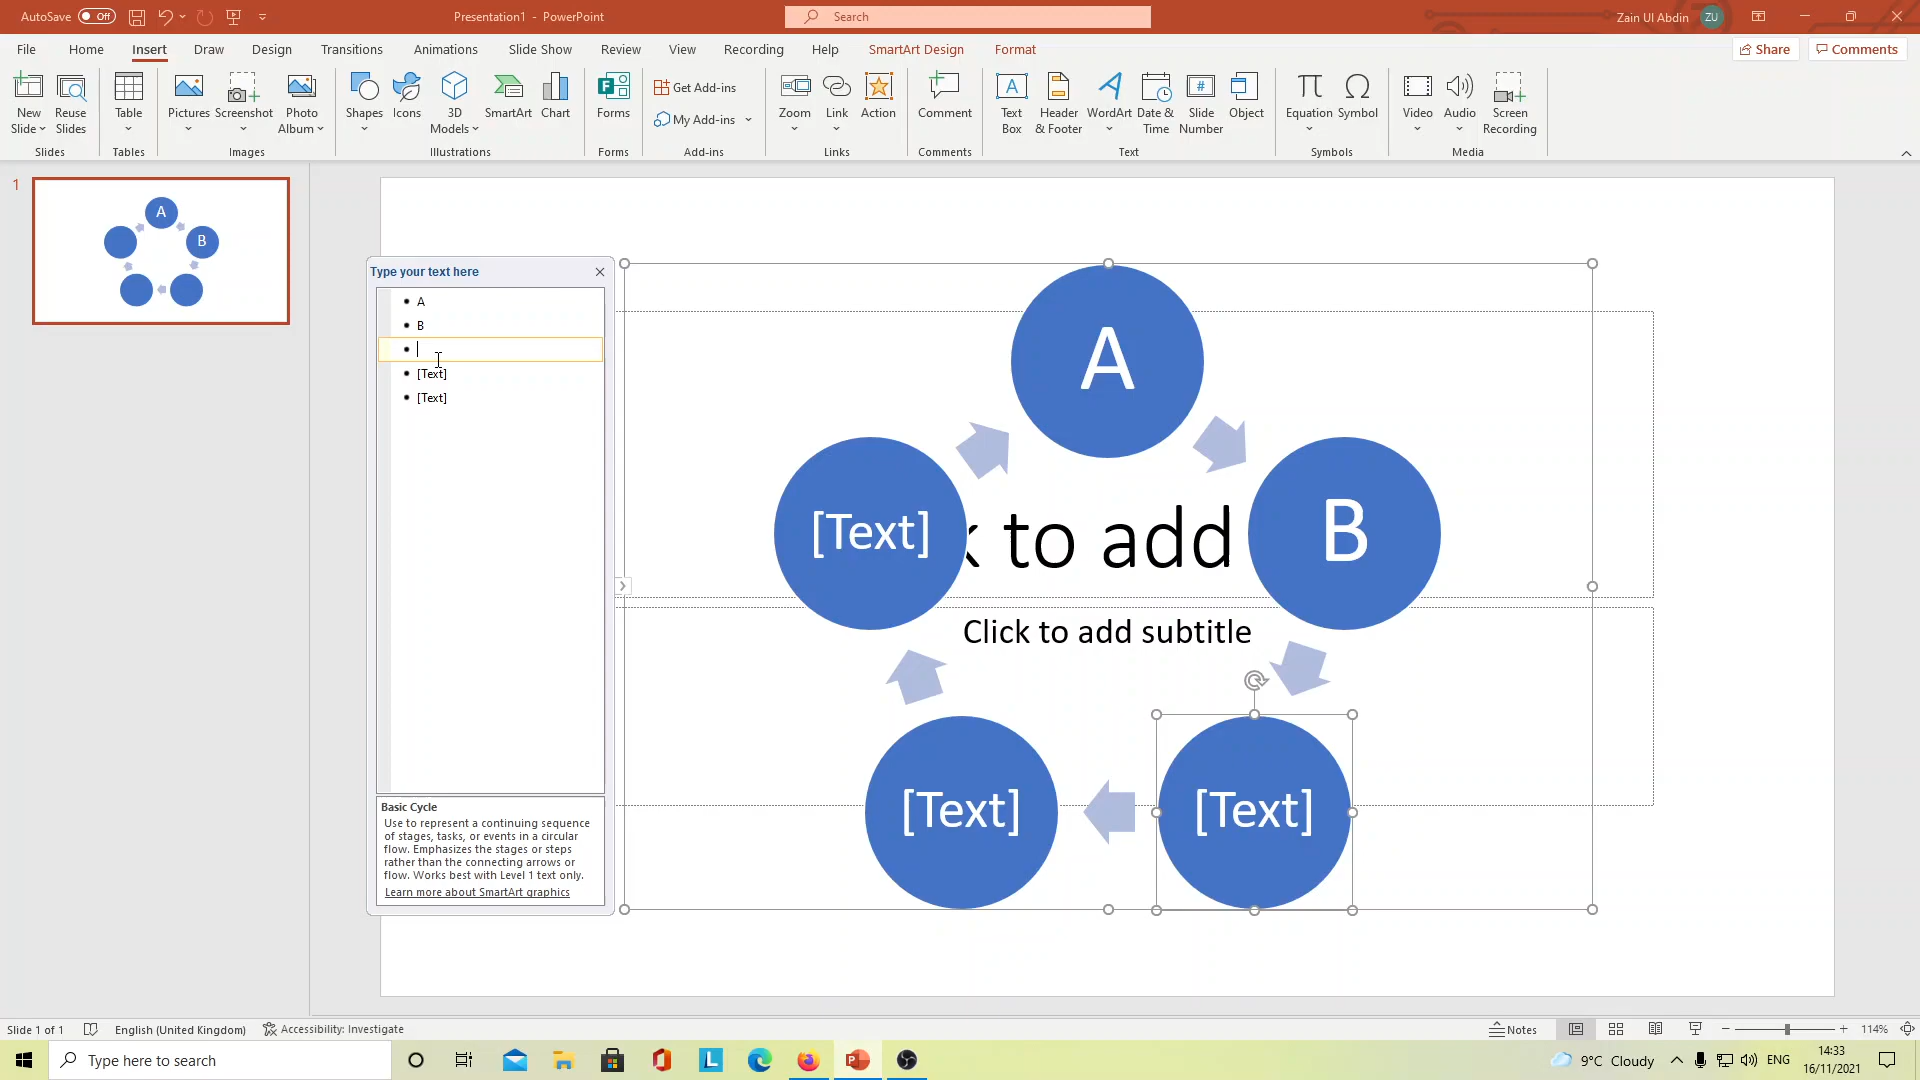 AutoSave Off
Presentation1 - PowerPoint
Search
Zain Ul Abdin ZU
File Home Insert Draw Design Transitions Animations Slide Show Review View Recording Help SmartArt Design Format
Share Comments
New Slide
Reuse Slides
Table
Pictures
Screenshot
Photo Album
Shapes
Icons
3D Models
SmartArt
Chart
Forms
Get Add-ins
My Add-ins
Zoom
Link
Action
Comment
Text Box
Header & Footer
WordArt
Date & Time
Slide Number
Object
Equation
Symbol
Video
Audio
Screen Recording
Slides Tables Images Illustrations Forms Add-ins Links Comments Text Symbols Media
1
A
B
Type your text here
A
B
[Text]
[Text]
Basic Cycle
Use to represent a continuing sequence
of stages, tasks, or events in a circular
flow. Emphasizes the stages or steps
rather than the connecting arrows or
flow. Works best with Level 1 text only.
Learn more about SmartArt graphics
A
[Text]
to add
B
Click to add subtitle
[Text]
[Text]
Slide 1 of 1 English (United Kingdom) Accessibility: Investigate
Notes 114%
Type here to search
9°C Cloudy ENG
14:33
16/11/2021